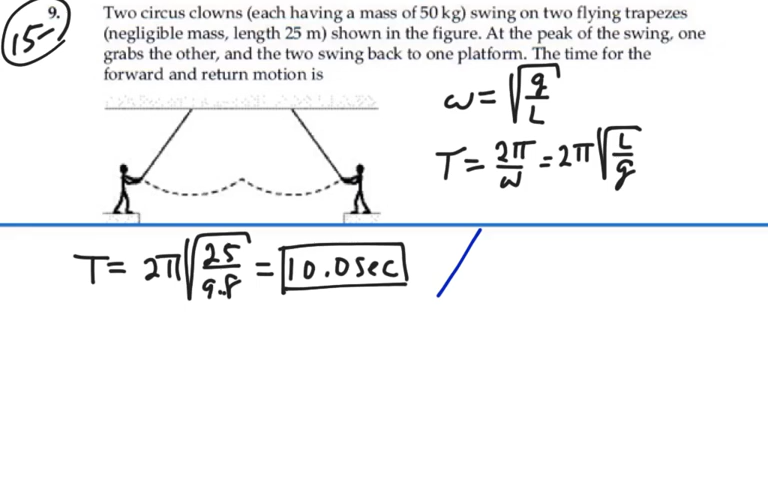 9.
15-
Two circus clowns (each having a mass of 50 kg) swing on two flying trapezes
(negligible mass, length 25 m) shown in the figure. At the peak of the swing, one
grabs the other, and the two swing back to one platform. The time for the
forward and return motion is
ω = √g/L
T = 2π/ω = 2π√L/g
T = 2π√25/9.8 = 10.0 sec